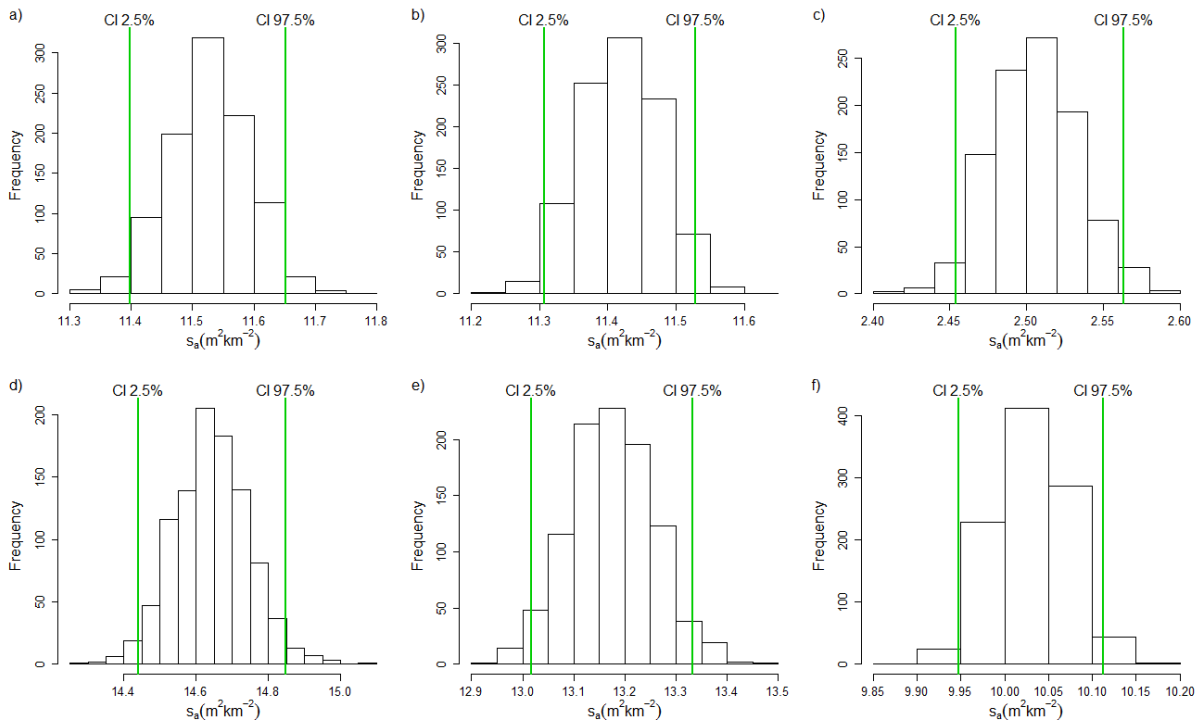 a)
CI 2.5%
CI 97.5%
Frequency
0
50
100
150
200
250
300
11.3 11.4 11.5 11.6 11.7 11.8
sₐ(m²km⁻²)
b)
CI 2.5%
CI 97.5%
Frequency
0
50
100
150
200
250
300
11.2 11.3 11.4 11.5 11.6
sₐ(m²km⁻²)
c)
CI 2.5%
CI 97.5%
Frequency
0
50
100
150
200
250
2.40 2.45 2.50 2.55 2.60
sₐ(m²km⁻²)
d)
CI 2.5%
CI 97.5%
Frequency
0
50
100
150
200
14.4 14.6 14.8 15.0
sₐ(m²km⁻²)
e)
CI 2.5%
CI 97.5%
Frequency
0
50
100
150
200
12.9 13.0 13.1 13.2 13.3 13.4 13.5
sₐ(m²km⁻²)
f)
CI 2.5%
CI 97.5%
Frequency
0
100
200
300
400
9.85 9.90 9.95 10.00 10.05 10.10 10.15 10.20
sₐ(m²km⁻²)